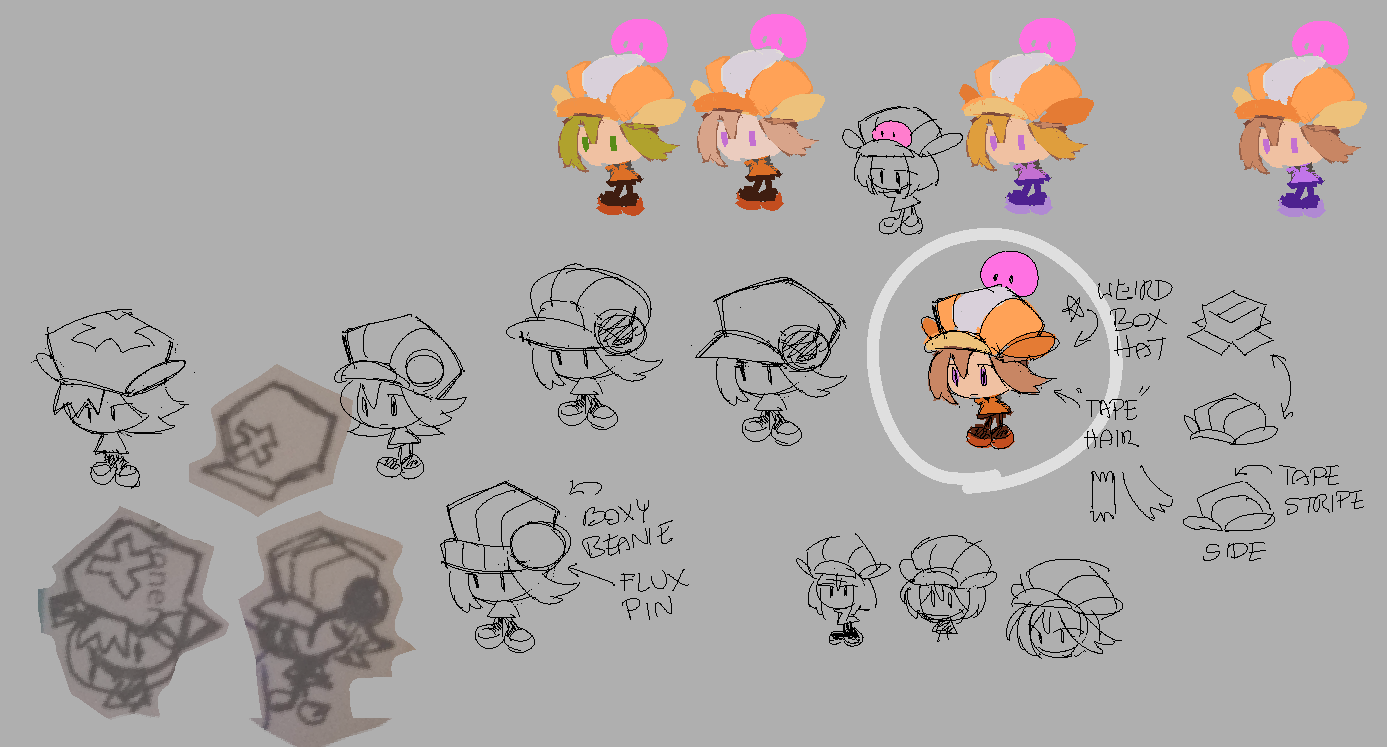 WEIRD
BOX
HAT
"TAPE"
HAIR
TAPE
STRIPE
SIDE
BOXY
BEANIE
FLUX
PIN